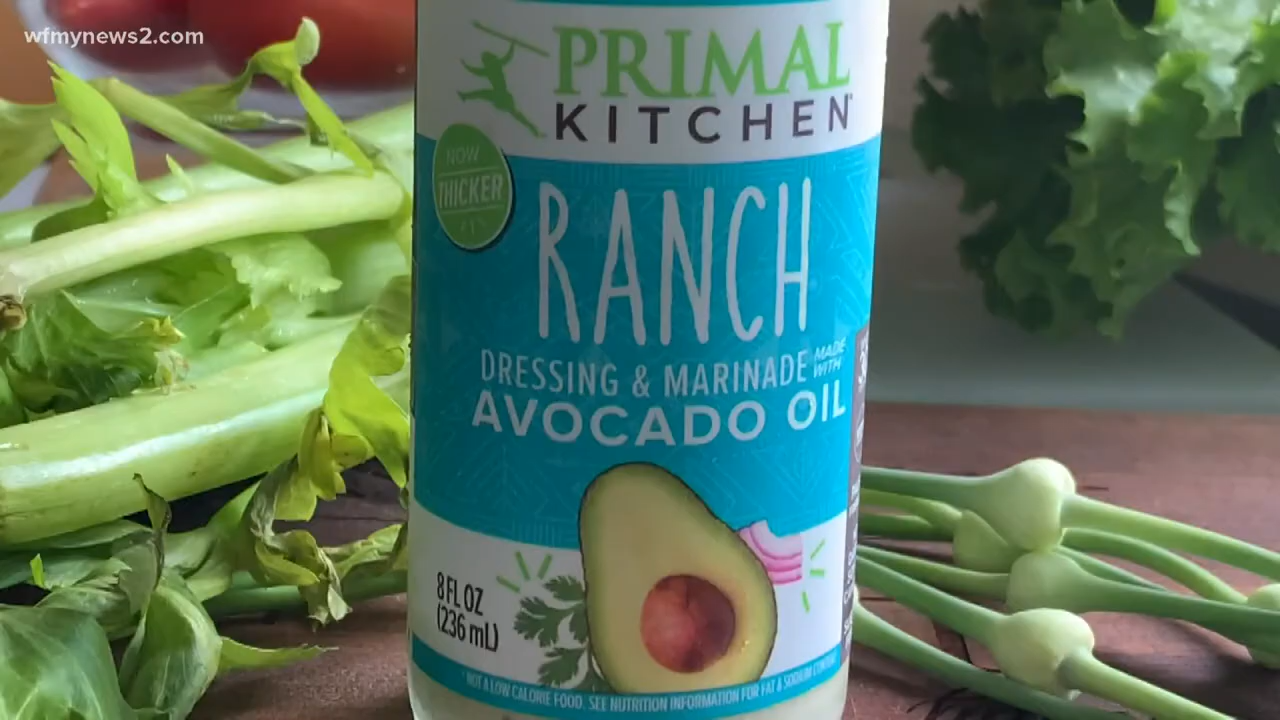 wfmynews2.com
PRIMAL
KITCHEN
NOW
THICKER
RANCH
DRESSING & MARINADE MADE WITH
AVOCADO OIL
8 FL OZ
(236 mL)
NOT A LOW CALORIE FOOD. SEE NUTRITION INFORMATION FOR FAT & SODIUM CONTENT